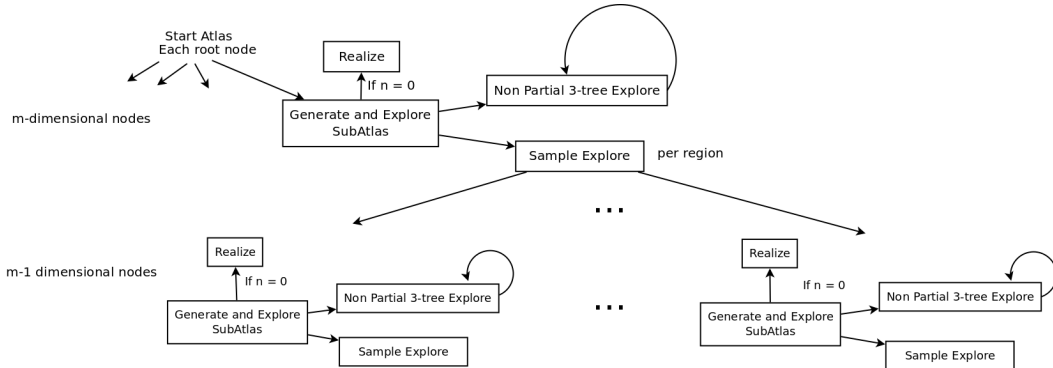 Start Atlas
Each root node
Realize
If n = 0
Non Partial 3-tree Explore
m-dimensional nodes
Generate and Explore
SubAtlas
Sample Explore
per region
...
Realize
Realize
m-1 dimensional nodes
If n = 0
If n = 0
Non Partial 3-tree Explore
Non Partial 3-tree Explore
...
Generate and Explore
SubAtlas
Generate and Explore
SubAtlas
Sample Explore
Sample Explore